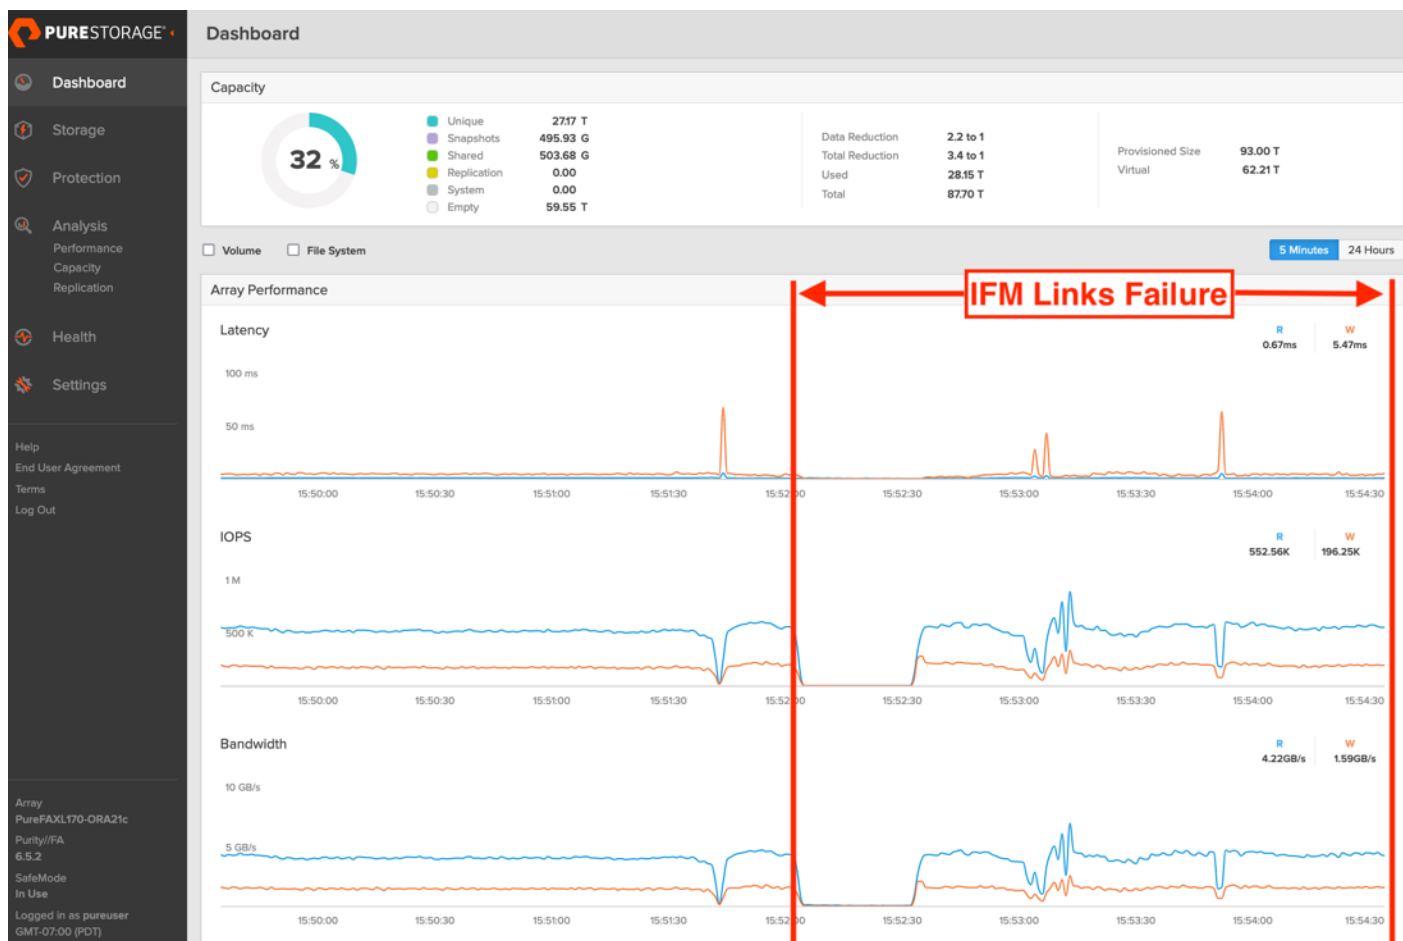 PURESTORAGE®
Dashboard
Dashboard
Storage
Protection
Analysis
Performance
Capacity
Replication
Health
Settings
Help
End User Agreement
Terms
Log Out
Array
PureFAXL170-ORA21c
Purity//FA
6.5.2
SafeMode
In Use
Logged in as pureuser
GMT-07:00 (PDT)
Capacity
32 %
Unique 27.17 T
Snapshots 495.93 G
Shared 503.68 G
Replication 0.00
System 0.00
Empty 59.55 T
Data Reduction 2.2 to 1
Total Reduction 3.4 to 1
Used 28.15 T
Total 87.70 T
Provisioned Size 93.00 T
Virtual 62.21 T
Volume File System
5 Minutes 24 Hours
Array Performance
IFM Links Failure
Latency
R W
0.67ms 5.47ms
100 ms
50 ms
15:50:00 15:50:30 15:51:00 15:51:30 15:52:00 15:52:30 15:53:00 15:53:30 15:54:00 15:54:30
IOPS
R W
552.56K 196.25K
1 M
500 K
15:50:00 15:50:30 15:51:00 15:51:30 15:52:00 15:52:30 15:53:00 15:53:30 15:54:00 15:54:30
Bandwidth
R W
4.22GB/s 1.59GB/s
10 GB/s
5 GB/s
15:50:00 15:50:30 15:51:00 15:51:30 15:52:00 15:52:30 15:53:00 15:53:30 15:54:00 15:54:30